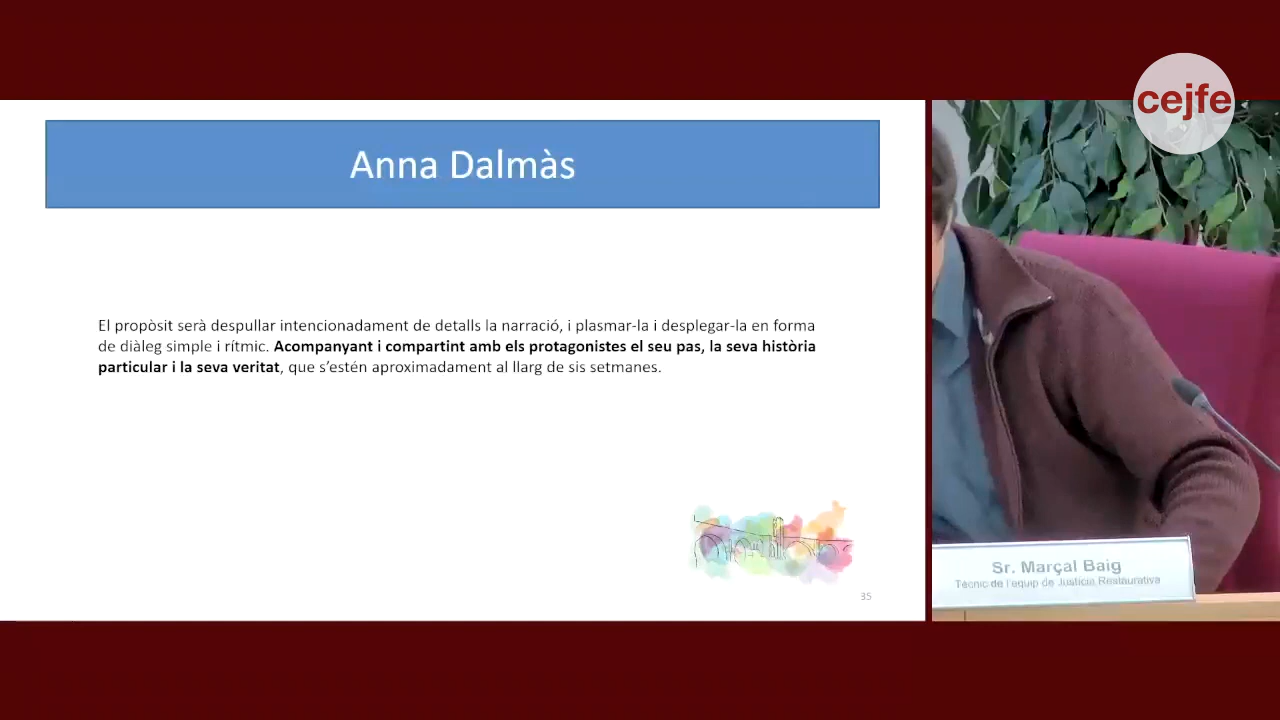 cejfe
Anna Dalmàs
El propòsit serà despullar intencionadament de detalls la narració, i plasmar-la i desplegar-la en forma
de diàleg simple i rítmic. Acompanyant i compartint amb els protagonistes el seu pas, la seva història
particular i la seva veritat, que s’estén aproximadament al llarg de sis setmanes.
35
Sr. Marçal Baig
Tècnic de l'equip de Justícia Restaurativa